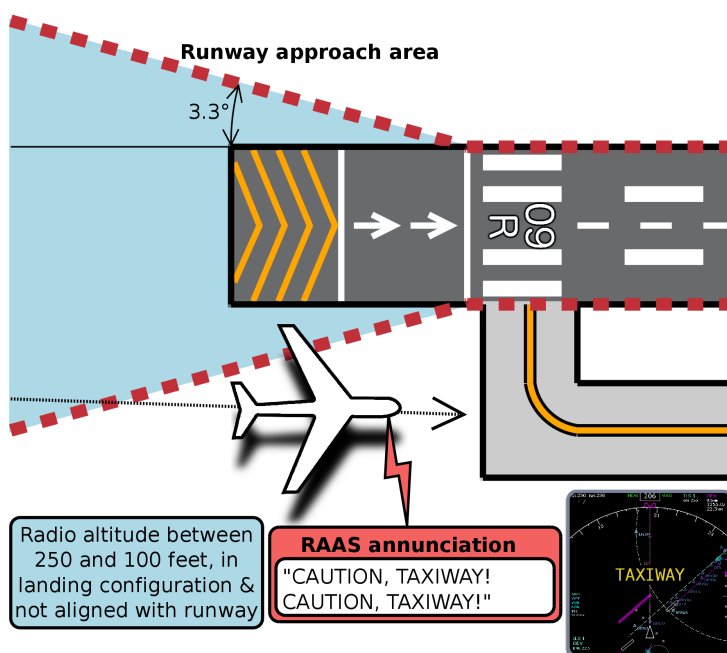 Runway approach area
3.3°
09
R
Radio altitude between
250 and 100 feet, in
landing configuration &
not aligned with runway
RAAS annunciation
"CAUTION, TAXIWAY!
CAUTION, TAXIWAY!"
206
TAXIWAY